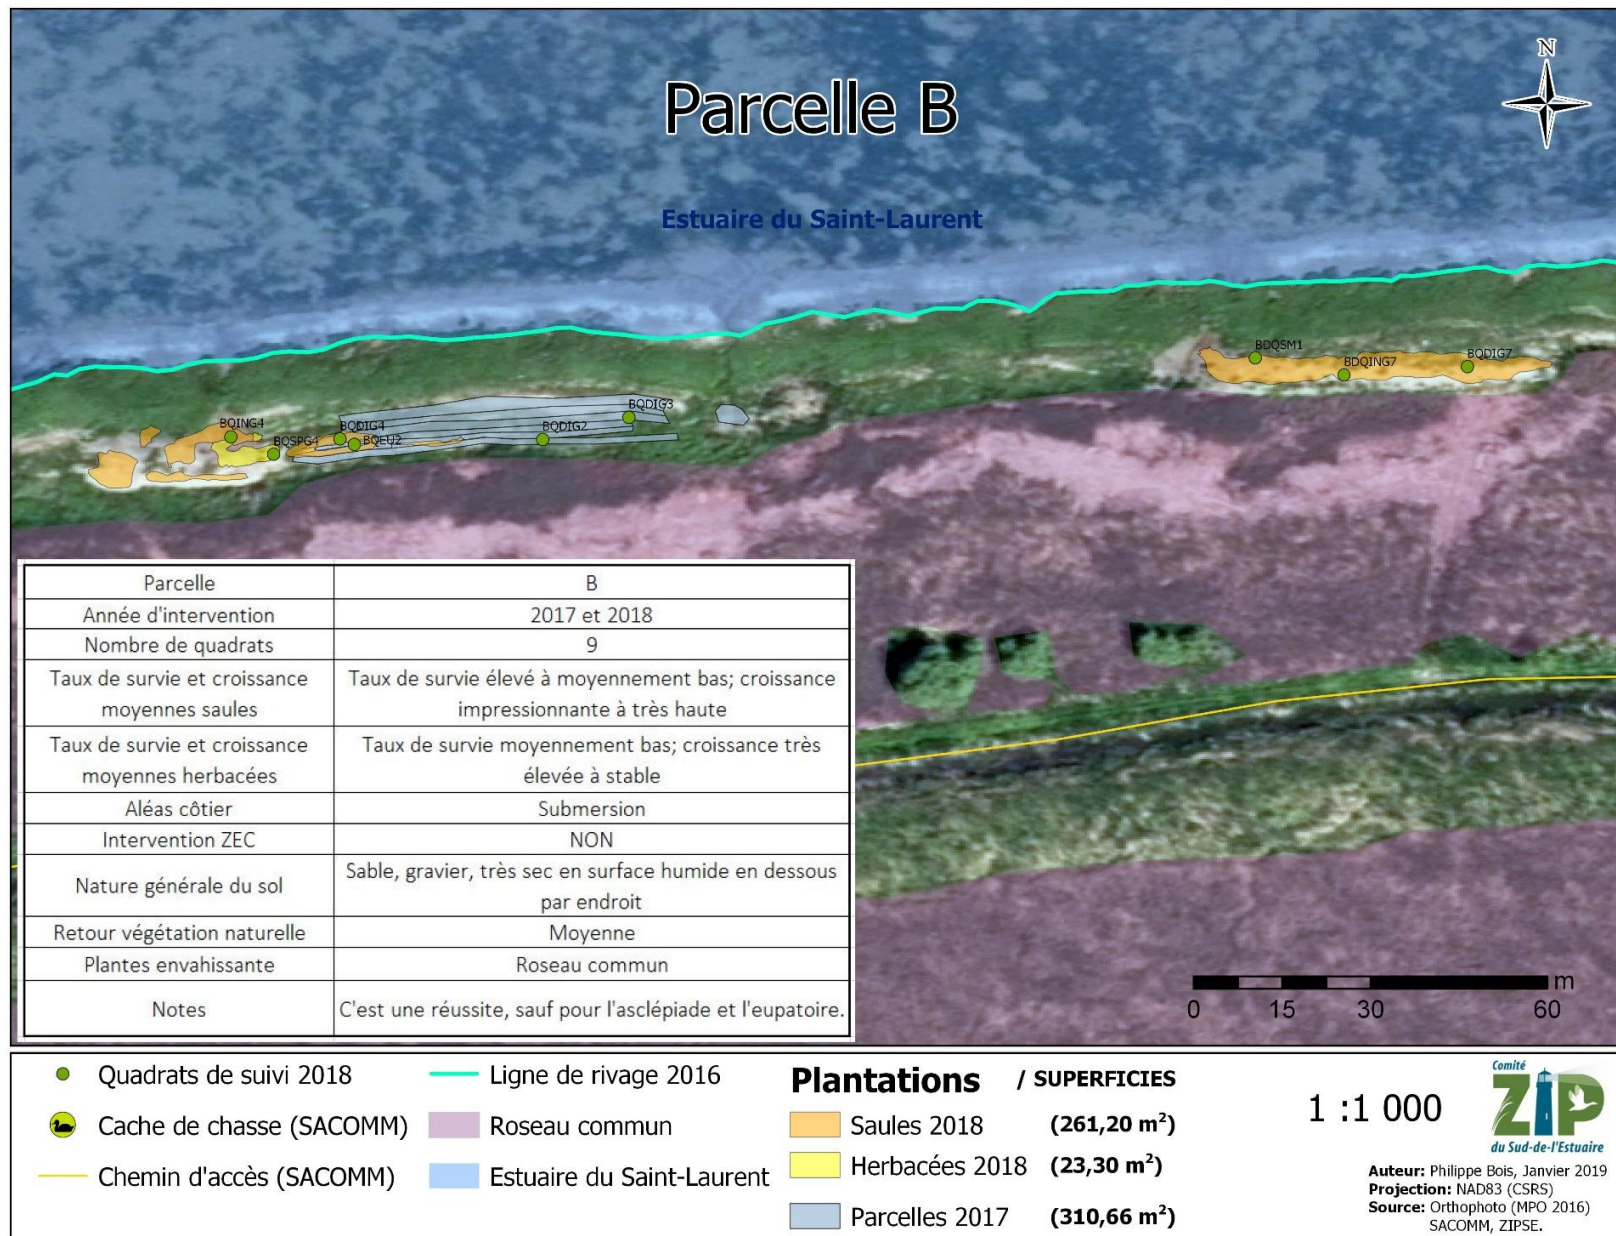 Parcelle B
N
Estuaire du Saint-Laurent
BDQSM1
BDQING7
BQDIG7
BQDIG3
BQING4
BQDIG4
BQSPG4
BQEU2
BQDIG2
Parcelle B
Année d'intervention 2017 et 2018
Nombre de quadrats 9
Taux de survie et croissance moyennes saules Taux de survie élevé à moyennement bas; croissance impressionnante à très haute
Taux de survie et croissance moyennes herbacées Taux de survie moyennement bas; croissance très élevée à stable
Aléas côtier Submersion
Intervention ZEC NON
Nature générale du sol Sable, gravier, très sec en surface humide en dessous par endroit
Retour végétation naturelle Moyenne
Plantes envahissante Roseau commun
Notes C'est une réussite, sauf pour l'asclépiade et l'eupatoire.
m
0 15 30 60
Quadrats de suivi 2018
Cache de chasse (SACOMM)
Chemin d'accès (SACOMM)
Ligne de rivage 2016
Roseau commun
Estuaire du Saint-Laurent
Plantations / SUPERFICIES
Saules 2018 (261,20 m²)
Herbacées 2018 (23,30 m²)
Parcelles 2017 (310,66 m²)
1 :1 000
Comité
ZIP
du Sud-de-l'Estuaire
Auteur: Philippe Bois, Janvier 2019
Projection: NAD83 (CSRS)
Source: Orthophoto (MPO 2016)
SACOMM, ZIPSE.